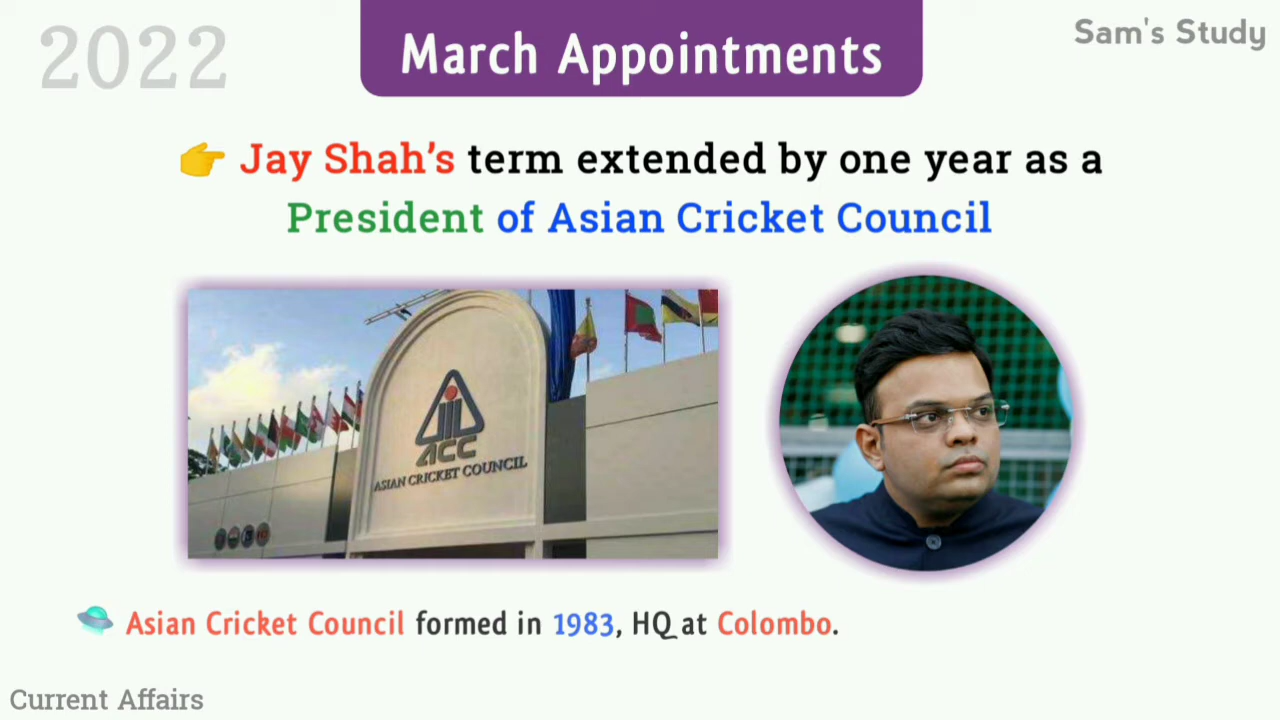 2022
March Appointments
Sam's Study
👉 Jay Shah’s term extended by one year as a
President of Asian Cricket Council
ACC
ASIAN CRICKET COUNCIL
Asian Cricket Council formed in 1983, HQ at Colombo.
Current Affairs